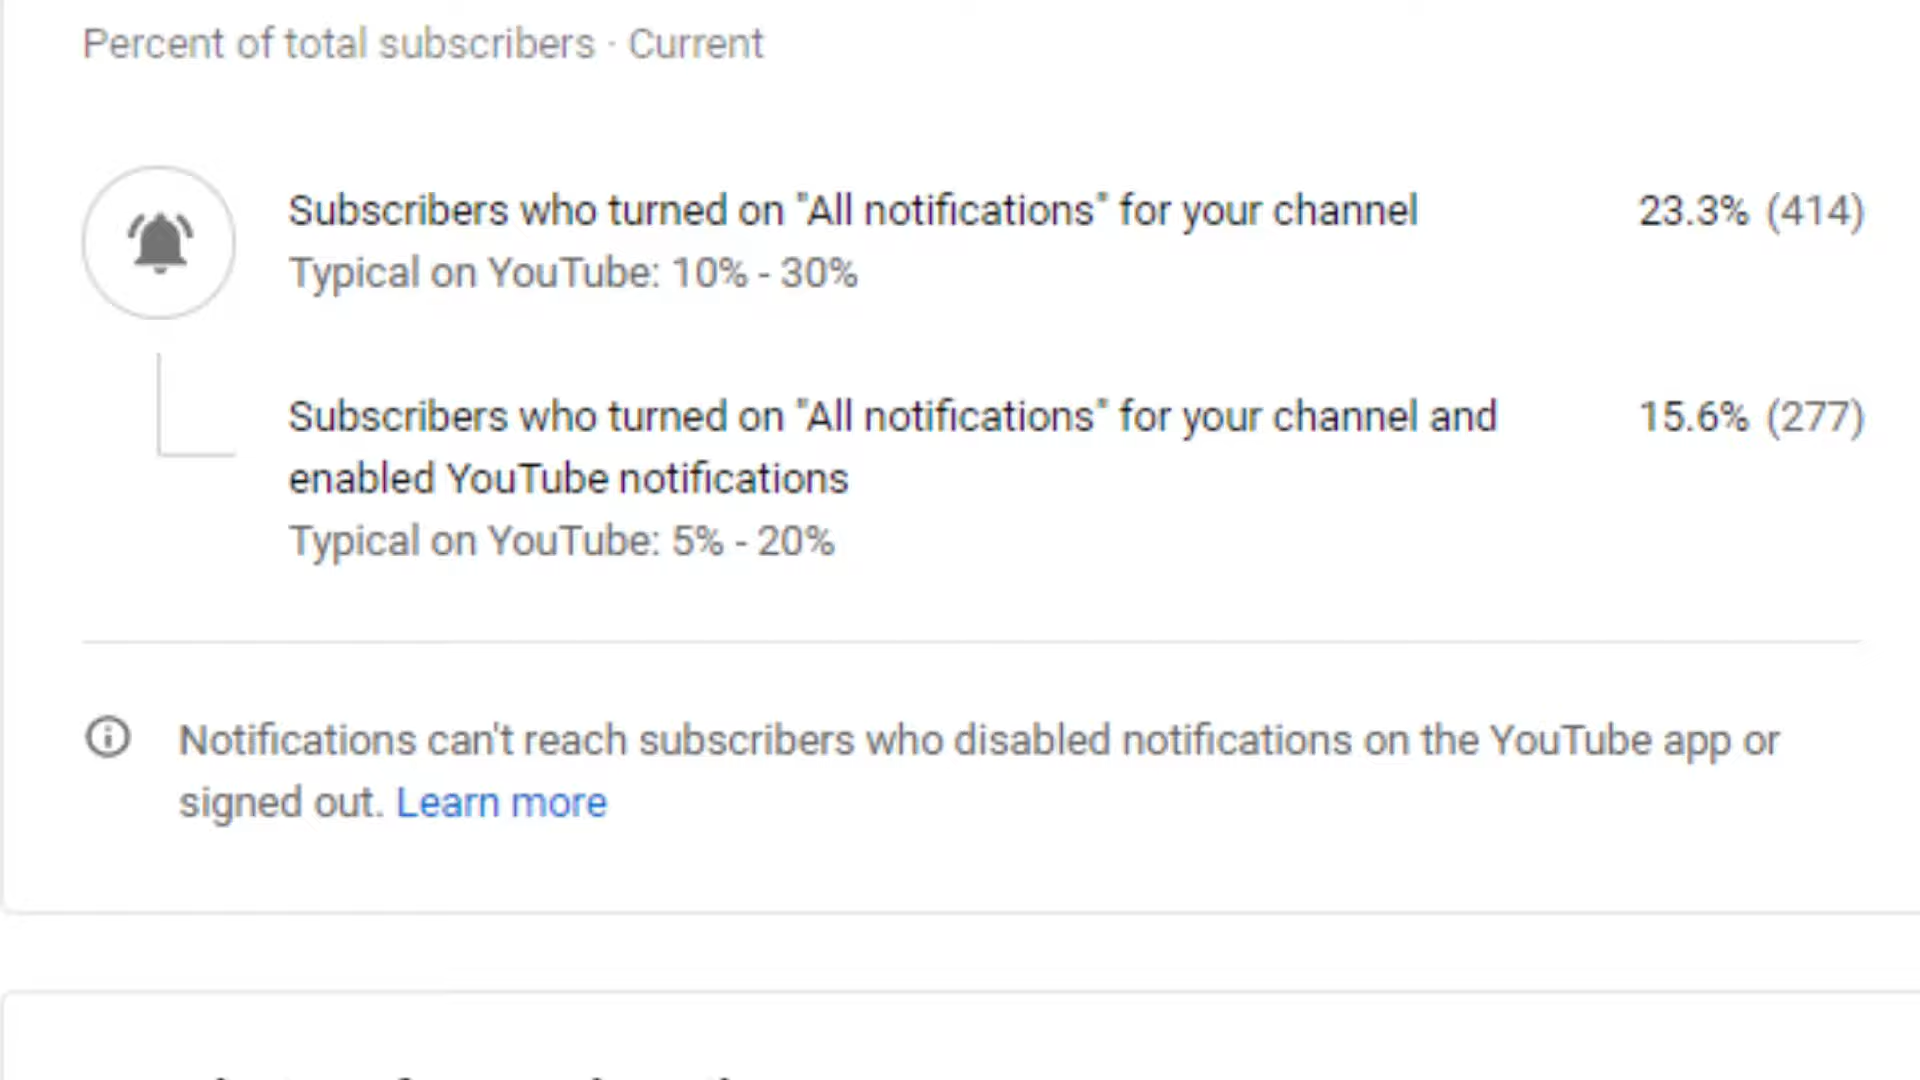 Percent of total subscribers · Current
Subscribers who turned on "All notifications" for your channel 23.3% (414)
Typical on YouTube: 10% - 30%
Subscribers who turned on "All notifications" for your channel and 15.6% (277)
enabled YouTube notifications
Typical on YouTube: 5% - 20%
Notifications can't reach subscribers who disabled notifications on the YouTube app or
signed out. Learn more